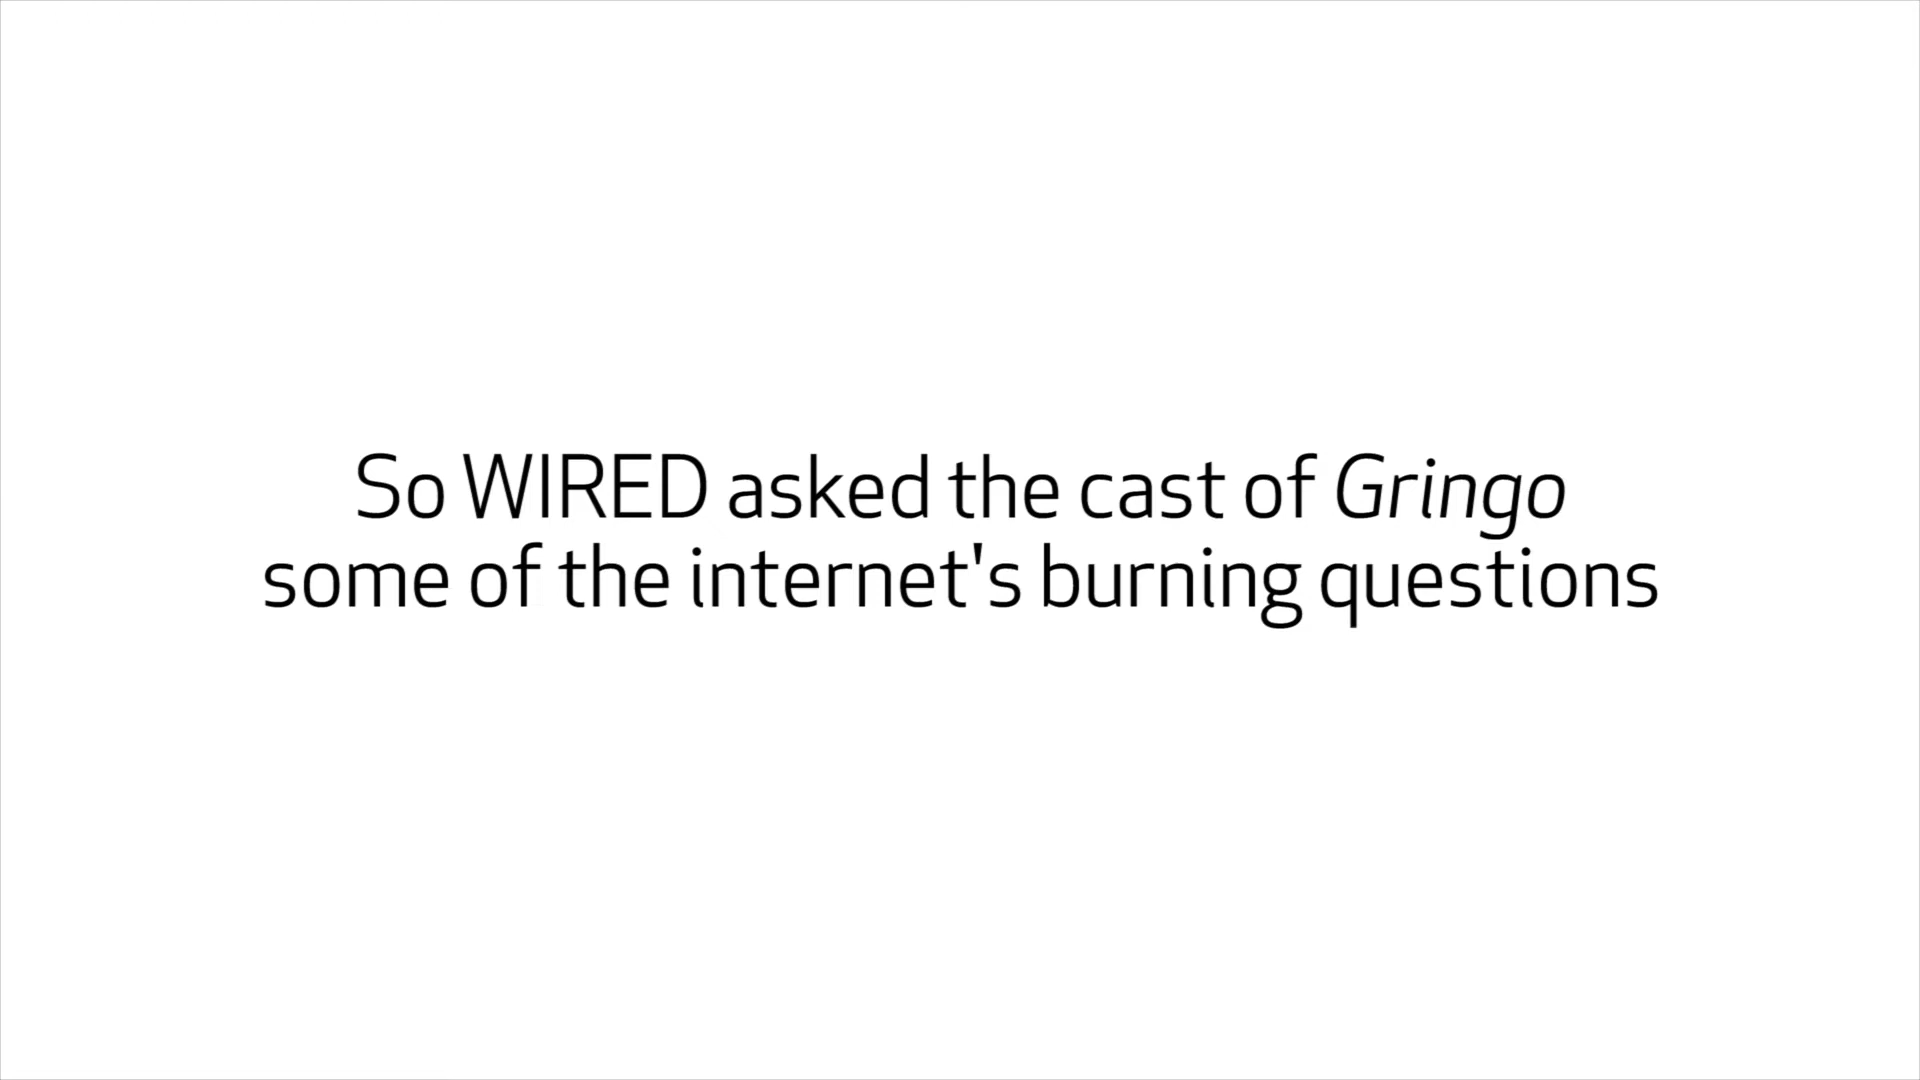 So WIRED asked the cast of Gringo
some of the internet's burning questions